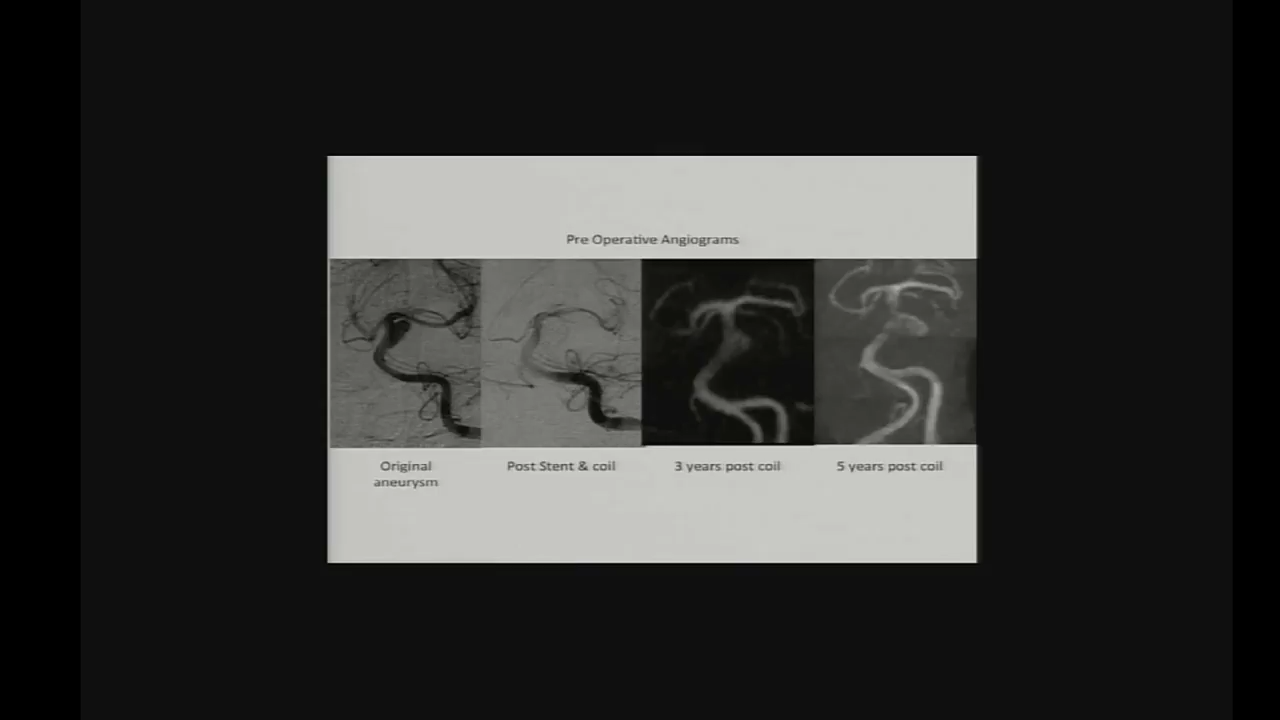 Pre Operative Angiograms
Original
aneurysm
Post Stent & coil
3 years post coil
5 years post coil